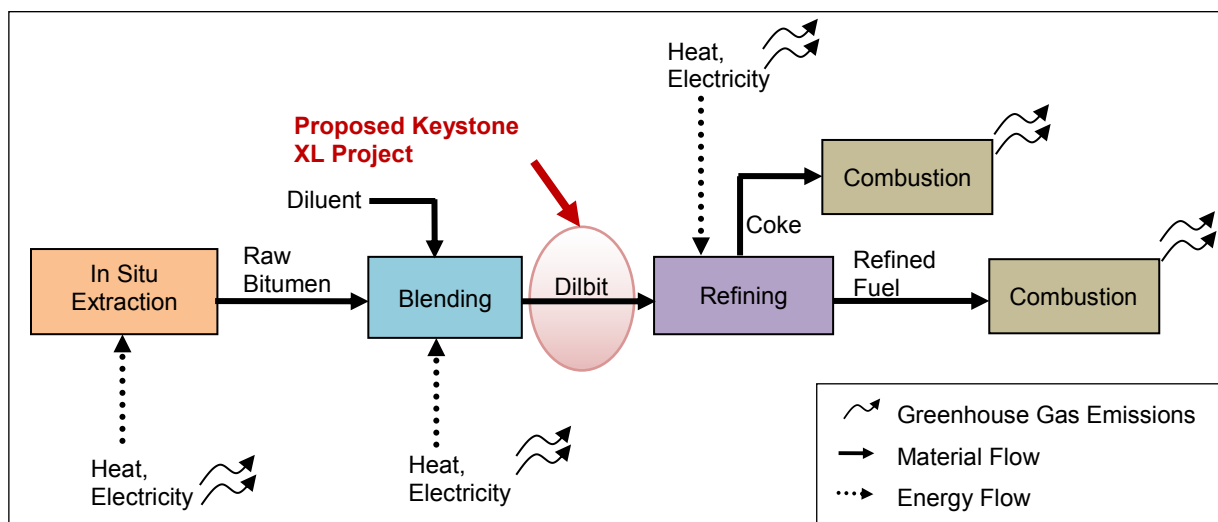 Heat,
Electricity
Proposed Keystone
XL Project
Combustion
Diluent
Coke
In Situ
Extraction
Raw
Bitumen
Blending
Dilbit
Refining
Refined
Fuel
Combustion
Heat,
Electricity
Heat,
Electricity
Greenhouse Gas Emissions
Material Flow
Energy Flow